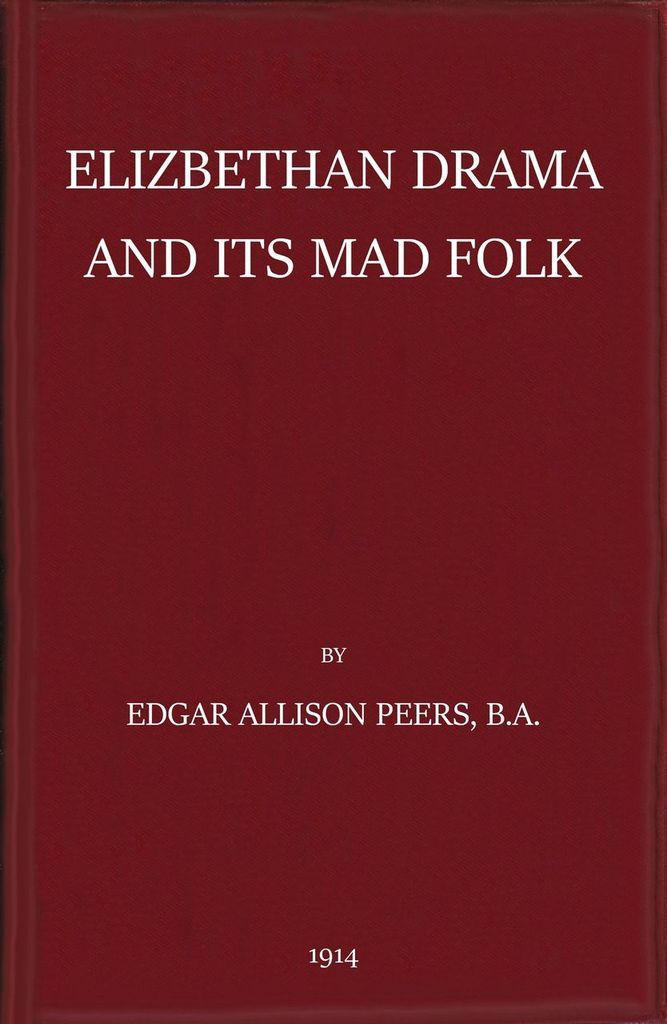 ELIZBETHAN DRAMA
AND ITS MAD FOLK
BY
EDGAR ALLISON PEERS, B.A.
1914